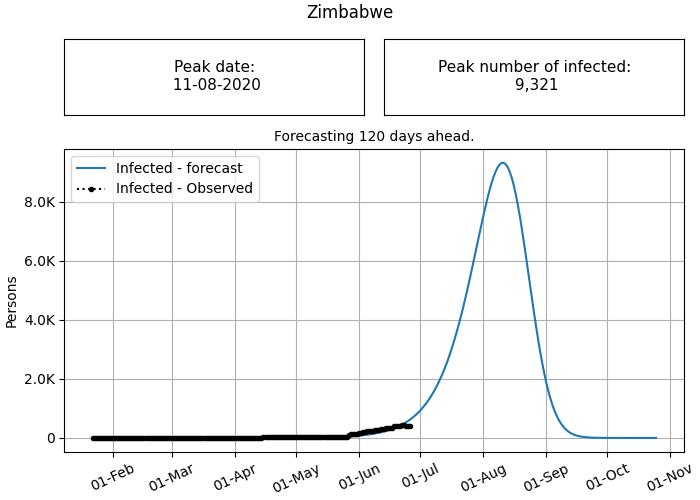 Zimbabwe
Peak date:
11-08-2020
Peak number of infected:
9,321
Forecasting 120 days ahead.
Infected - forecast
Infected - Observed
Persons
8.0K
6.0K
4.0K
2.0K
0
01-Feb
01-Mar
01-Apr
01-May
01-Jun
01-Jul
01-Aug
01-Sep
01-Oct
01-Nov